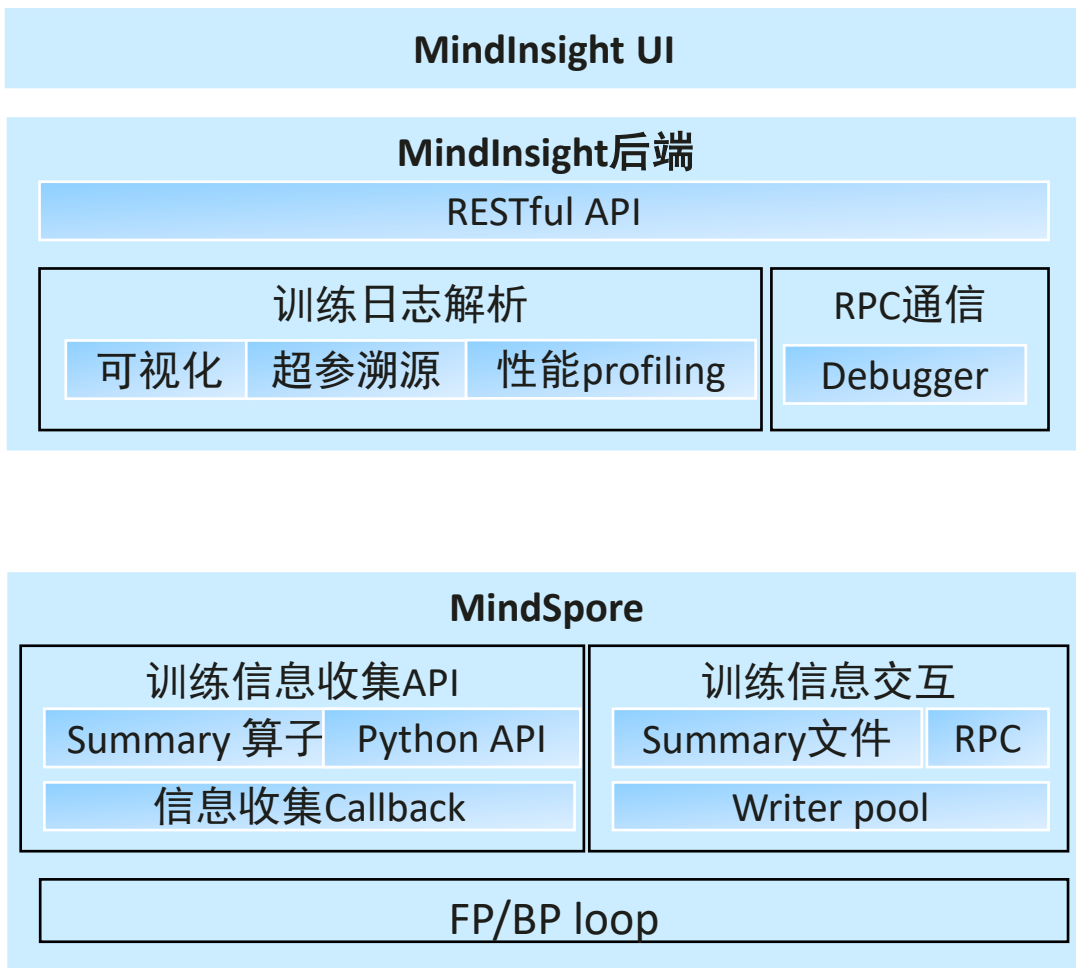 MindInsight UI
MindInsight后端
RESTful API
训练日志解析
可视化 超参溯源 性能profiling
RPC通信
Debugger
MindSpore
训练信息收集API
Summary 算子 Python API
信息收集Callback
训练信息交互
Summary文件 RPC
Writer pool
FP/BP loop